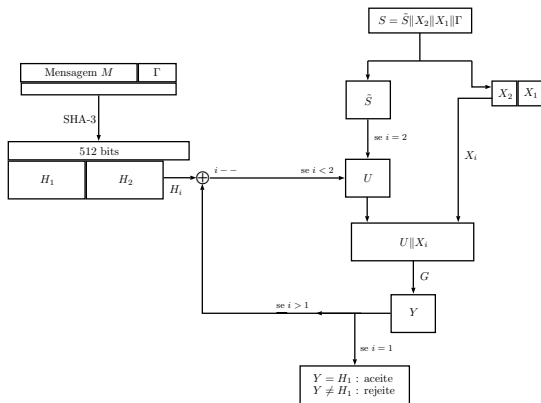 S = S̃‖X₂‖X₁‖Γ
Mensagem M Γ
S̃
X₂ X₁
SHA-3
se i = 2
512 bits
X_i
H₁ H₂
H_i
i − −
se i < 2
U
U‖X_i
G
Y
se i > 1
se i = 1
Y = H₁ : aceite
Y ≠ H₁ : rejeite